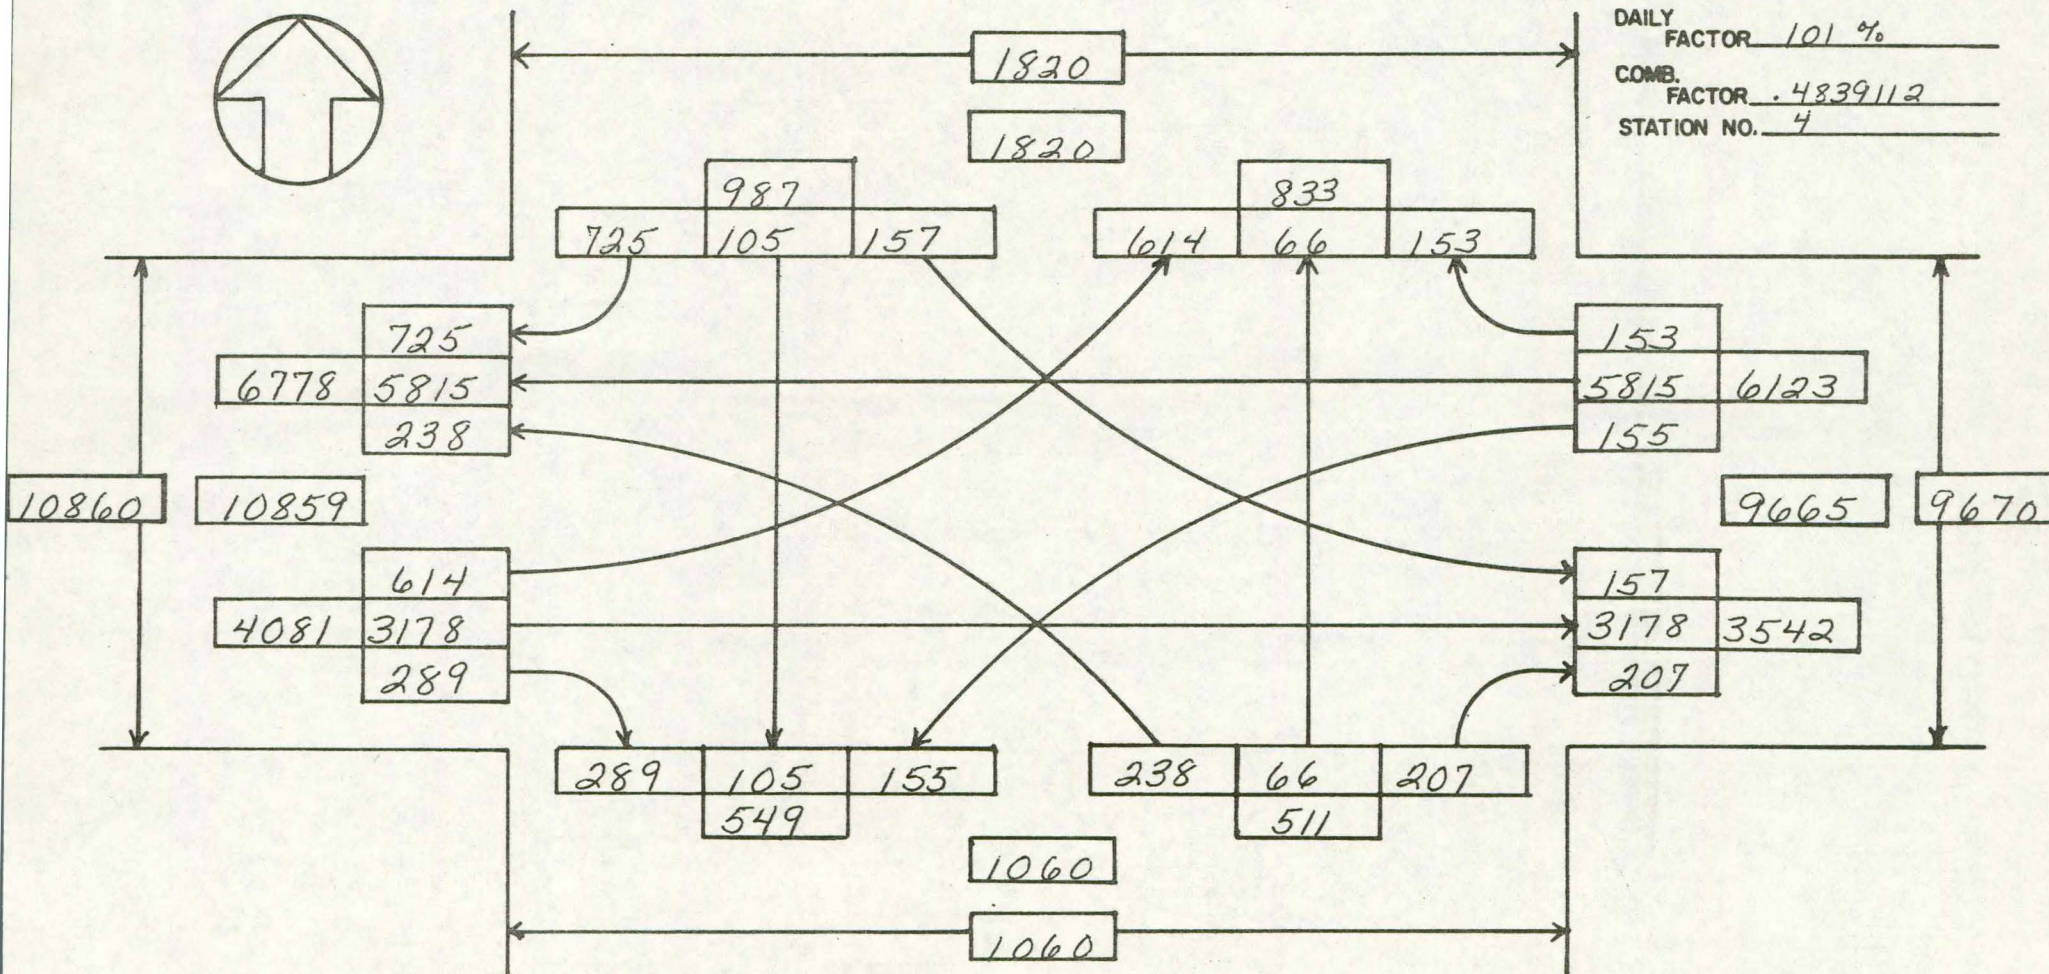 DAILY
FACTOR 101 %
COMB.
FACTOR .4839112
STATION NO. 4
1820
1820
987
725 105 157
833
614 66 153
725
6778 5815
238
153
5815 6123
155
10860 10859
9665 9670
614
4081 3178
289
157
3178 3542
207
289 105 155
549
238 66 207
511
1060
1060